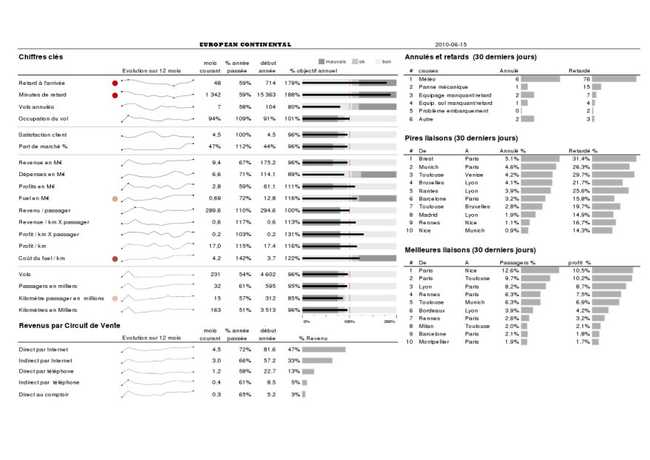 EUROPEAN CONTINENTAL 2010-06-15
Chiffres clés
mois courant % année passée début année
Evolution sur 12 mois % objectif annuel
mauvais ok bon
Retard à l'arrivée 48 59% 714 179%
Minutes de retard 1 342 59% 15 363 188%
Vols annulés 7 58% 104 80%
Occupation du vol 94% 109% 91% 101%
Satisfaction client 4.5 100% 4.5 96%
Part de marché % 47% 112% 44% 96%
Revenue en M€ 9.4 67% 175.2 96%
Dépenses en M€ 6.6 71% 114.1 89%
Profits en M€ 2.8 59% 61.1 111%
Fuel en M€ 0.69 72% 12.8 118%
Revenu / passager 289.6 110% 294.6 100%
Revenue / km X passager 0.6 117% 0.6 113%
Profit / km X passager 0.2 103% 0.2 131%
Profit / km 17.0 115% 17.4 116%
Coût du fuel / km 4.2 142% 3.7 122%
Vols 231 54% 4 602 96%
Passagers en milliers 32 61% 595 95%
Kilomètre passager en millions 15 57% 312 85%
Kilomètres en Milliers 163 51% 3 513 96%
0% 100% 200%
Revenus par Circuit de Vente
mois courant % année passée début année
Evolution sur 12 mois % Revenu
Direct par Internet 4.5 72% 81.6 47%
Indirect par Internet 3.0 66% 57.2 33%
Direct par téléphone 1.2 58% 22.7 13%
Indirect par téléphone 0.4 61% 8.5 5%
Direct au comptoir 0.3 65% 5.2 3%
Annulés et retards (30 derniers jours)
# causes Annulé Retardé
1 Météo 6 76
2 Panne mécanique 1 15
3 Equipage manquant/retard 2 7
4 Equip. sol manquant/retard 1 4
5 Problème embarquement 0 2
6 Autre 2 3
Pires liaisons (30 derniers jours)
# De A Annulé % Retardé %
1 Brest Paris 5.1% 31.4%
2 Munich Paris 4.6% 26.3%
3 Toulouse Venise 4.2% 29.7%
4 Bruxelles Lyon 4.1% 21.7%
5 Nantes Lyon 3.9% 25.6%
6 Barcelone Paris 3.2% 15.8%
7 Toulouse Bruxelles 2.8% 19.7%
8 Madrid Lyon 1.9% 14.9%
9 Rennes Nice 1.1% 16.7%
10 Nice Munich 0.9% 14.3%
Meilleures liaisons (30 derniers jours)
# De A Passagers % profit %
1 Paris Nice 12.6% 10.5%
2 Paris Toulouse 9.7% 10.2%
3 Lyon Paris 8.2% 8.7%
4 Rennes Paris 6.3% 7.5%
5 Toulouse Munich 6.3% 6.9%
6 Bordeaux Lyon 3.9% 4.2%
7 Rennes Paris 2.6% 3.2%
8 Milan Toulouse 2.0% 2.1%
9 Barcelone Paris 2.1% 1.8%
10 Montpelier Paris 1.9% 1.7%